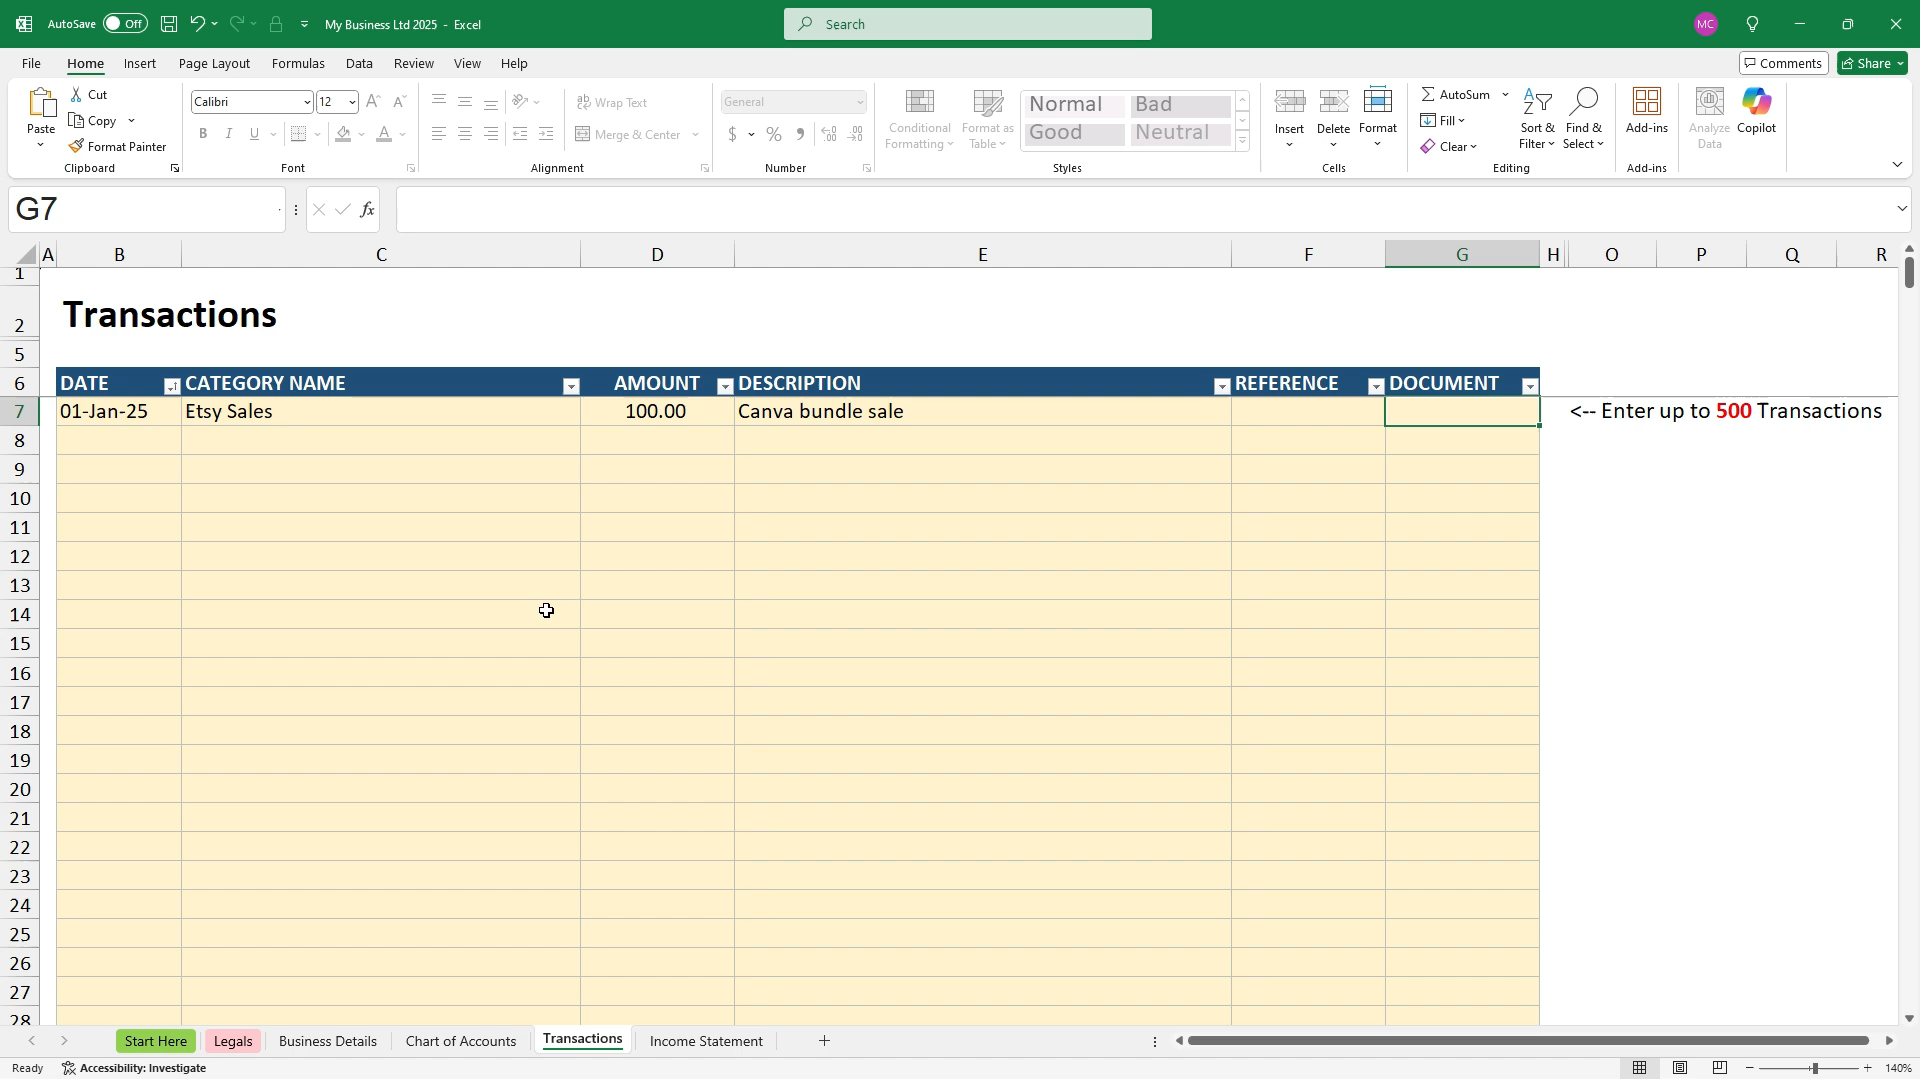 AutoSave Off My Business Ltd 2025 - Excel Search MC
File Home Insert Page Layout Formulas Data Review View Help Comments Share
Paste Cut Copy Format Painter Clipboard
Calibri 12 B I U A Font
Wrap Text Merge & Center Alignment
General $ % Number
Conditional Formatting Format as Table Normal Bad Good Neutral Styles
Insert Delete Format Cells
AutoSum Fill Clear Sort & Filter Find & Select Editing
Add-ins Add-ins
Analyze Data Copilot
G7 fx
A B C D E F G H O P Q R
1
2 Transactions
5
6 DATE CATEGORY NAME AMOUNT DESCRIPTION REFERENCE DOCUMENT
7 01-Jan-25 Etsy Sales 100.00 Canva bundle sale <-- Enter up to 500 Transactions
8
9
10
11
12
13
14
15
16
17
18
19
20
21
22
23
24
25
26
27
28
Start Here Legals Business Details Chart of Accounts Transactions Income Statement
Ready Accessibility: Investigate 140%